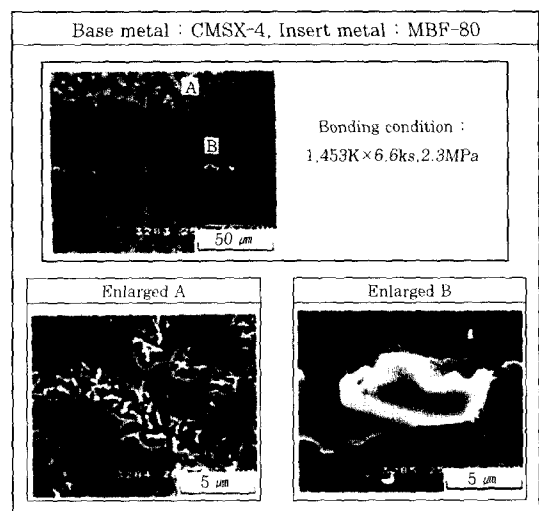 Base metal : CMSX-4, Insert metal : MBF-80
A
B
Bonding condition :
1,453K×6.6ks,2.3MPa
50 ㎛
Enlarged A
Enlarged B
5 ㎛
5 ㎛